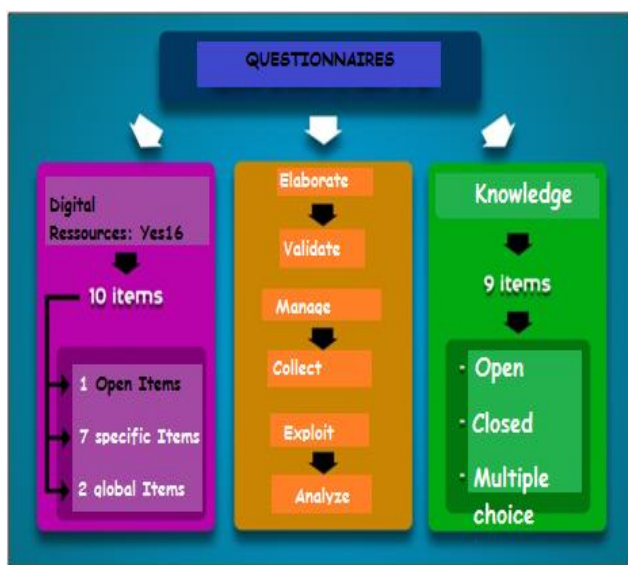 QUESTIONNAIRES
Digital
Ressources: Yes16
10 items
1 Open Items
7 specific Items
2 global Items
Elaborate
Validate
Manage
Collect
Exploit
Analyze
Knowledge
9 items
- Open
- Closed
- Multiple
choice